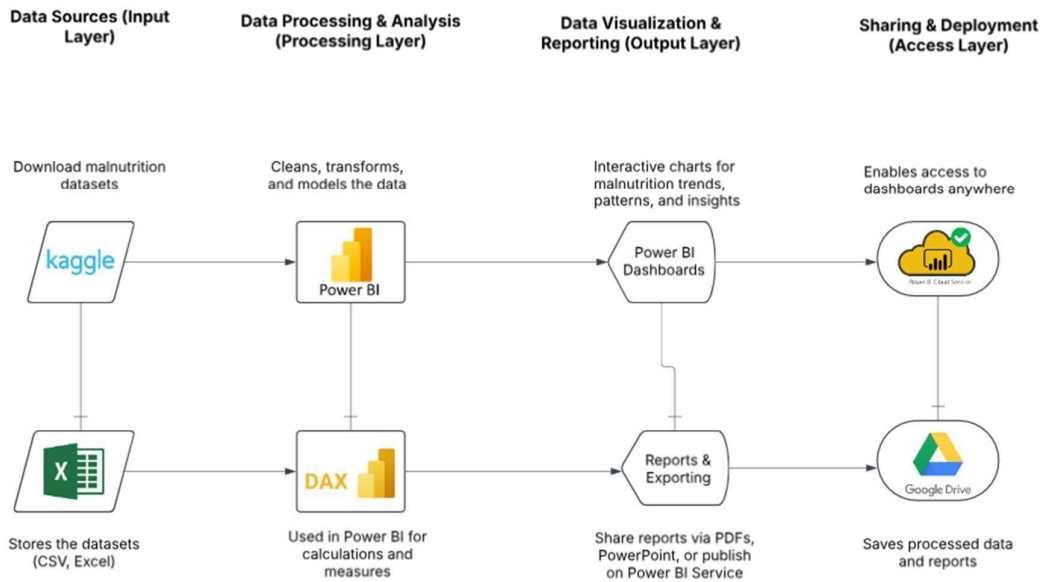 Data Sources (Input
Layer)
Data Processing & Analysis
(Processing Layer)
Data Visualization &
Reporting (Output Layer)
Sharing & Deployment
(Access Layer)
Download malnutrition
datasets
Cleans, transforms,
and models the data
Interactive charts for
malnutrition trends,
patterns, and insights
Enables access to
dashboards anywhere
kaggle
Power BI
Power BI
Dashboards
Power BI Cloud Service
X
DAX
Reports &
Exporting
Google Drive
Stores the datasets
(CSV, Excel)
Used in Power BI for
calculations and
measures
Share reports via PDFs,
PowerPoint, or publish
on Power BI Service
Saves processed data
and reports